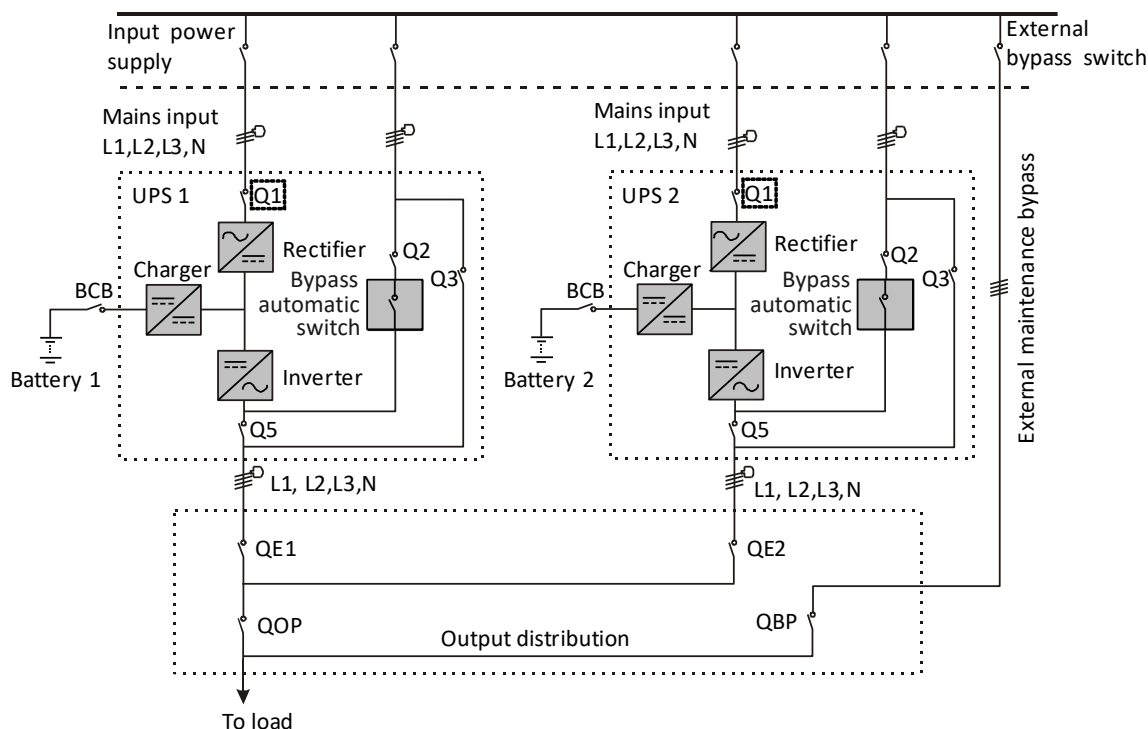 Input power
supply
External
bypass switch
Mains input
L1,L2,L3,N
Mains input
L1,L2,L3,N
UPS 1
Q1
Rectifier
Charger
Q2
Q3
Bypass
automatic
switch
BCB
Battery 1
Inverter
Q5
L1, L2,L3,N
UPS 2
Q1
Rectifier
Charger
Q2
Q3
Bypass
automatic
switch
BCB
Battery 2
Inverter
Q5
L1, L2,L3,N
External maintenance bypass
QE1
QE2
QOP
QBP
Output distribution
To load